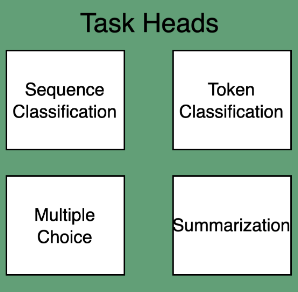 Task Heads
Sequence
Classification
Token
Classification
Multiple
Choice
Summarization